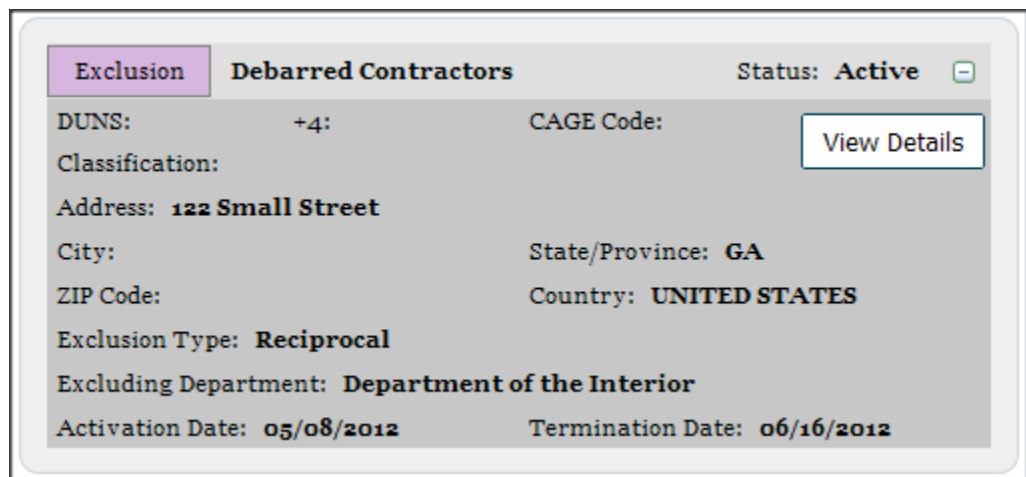 Exclusion Debarred Contractors Status: Active
DUNS: +4: CAGE Code: View Details
Classification:
Address: 122 Small Street
City: State/Province: GA
ZIP Code: Country: UNITED STATES
Exclusion Type: Reciprocal
Excluding Department: Department of the Interior
Activation Date: 05/08/2012 Termination Date: 06/16/2012